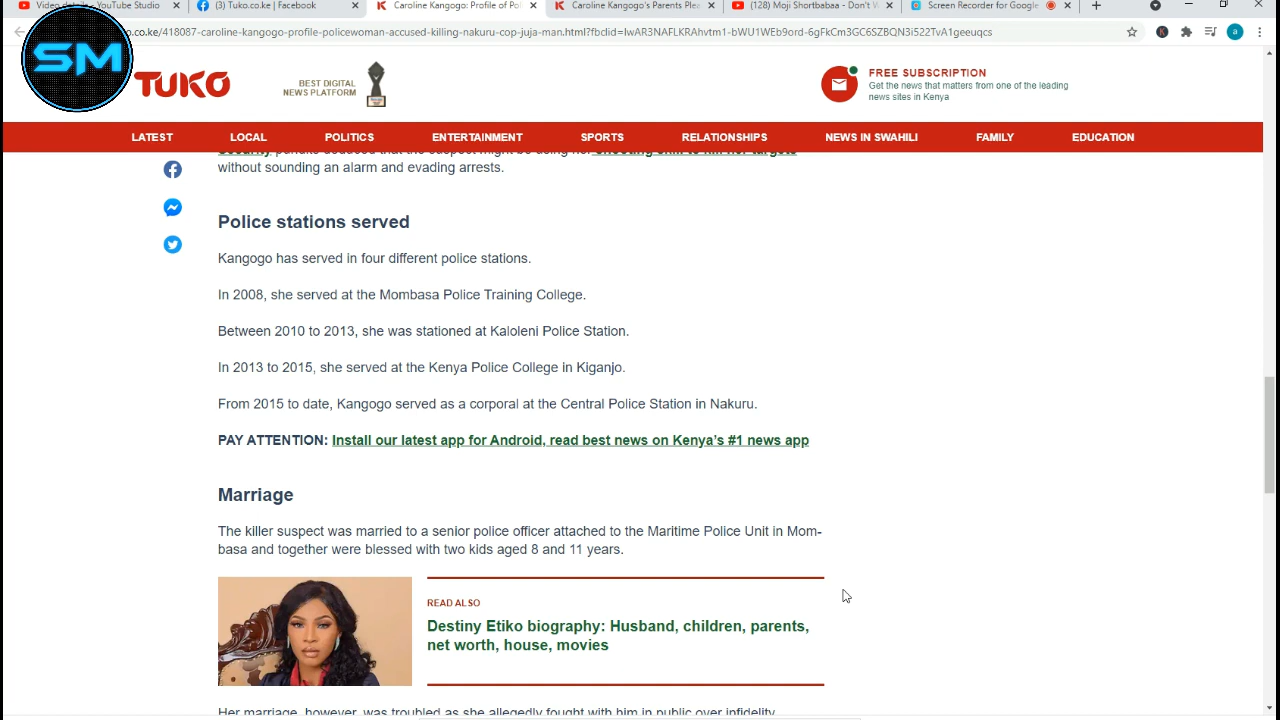 Video details - YouTube Studio
(3) Tuko.co.ke | Facebook
Caroline Kangogo: Profile of Pol
Caroline Kangogo's Parents Plea
(128) Moji Shortbabaa - Don't W
Screen Recorder for Google
.co.ke/418087-caroline-kangogo-profile-policewoman-accused-killing-nakuru-cop-juja-man.html?fbclid=IwAR3NAFLKRAhvtm1-bWU1WEb9ord-6gFkCm3GC6SZBQN3i522TvA1geeuqcs
SM
TUKO
BEST DIGITAL
NEWS PLATFORM
FREE SUBSCRIPTION
Get the news that matters from one of the leading
news sites in Kenya
LATEST LOCAL POLITICS ENTERTAINMENT SPORTS RELATIONSHIPS NEWS IN SWAHILI FAMILY EDUCATION
Security pundits deduced that the suspect might be using her shooting skill to kill her targets
without sounding an alarm and evading arrests.
Police stations served
Kangogo has served in four different police stations.
In 2008, she served at the Mombasa Police Training College.
Between 2010 to 2013, she was stationed at Kaloleni Police Station.
In 2013 to 2015, she served at the Kenya Police College in Kiganjo.
From 2015 to date, Kangogo served as a corporal at the Central Police Station in Nakuru.
PAY ATTENTION: Install our latest app for Android, read best news on Kenya's #1 news app
Marriage
The killer suspect was married to a senior police officer attached to the Maritime Police Unit in Mom-
basa and together were blessed with two kids aged 8 and 11 years.
READ ALSO
Destiny Etiko biography: Husband, children, parents,
net worth, house, movies
Her marriage, however, was troubled as she allegedly fought with him in public over infidelity